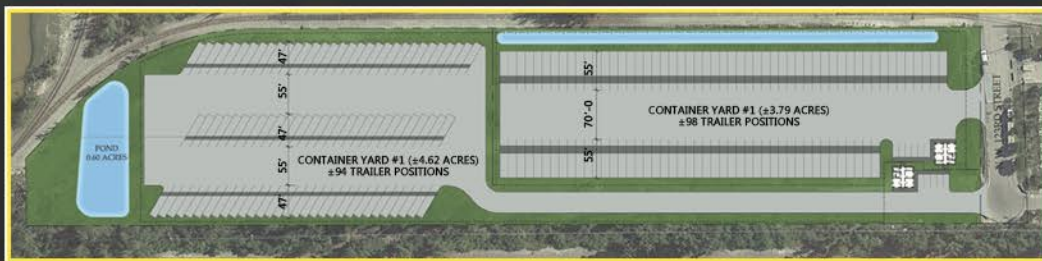 47'
55'
47'
55'
47'
POND
0.60 ACRES
CONTAINER YARD #1 (±4.62 ACRES)
±94 TRAILER POSITIONS
55'
70'-0
55'
CONTAINER YARD #1 (±3.79 ACRES)
±98 TRAILER POSITIONS
123RD STREET